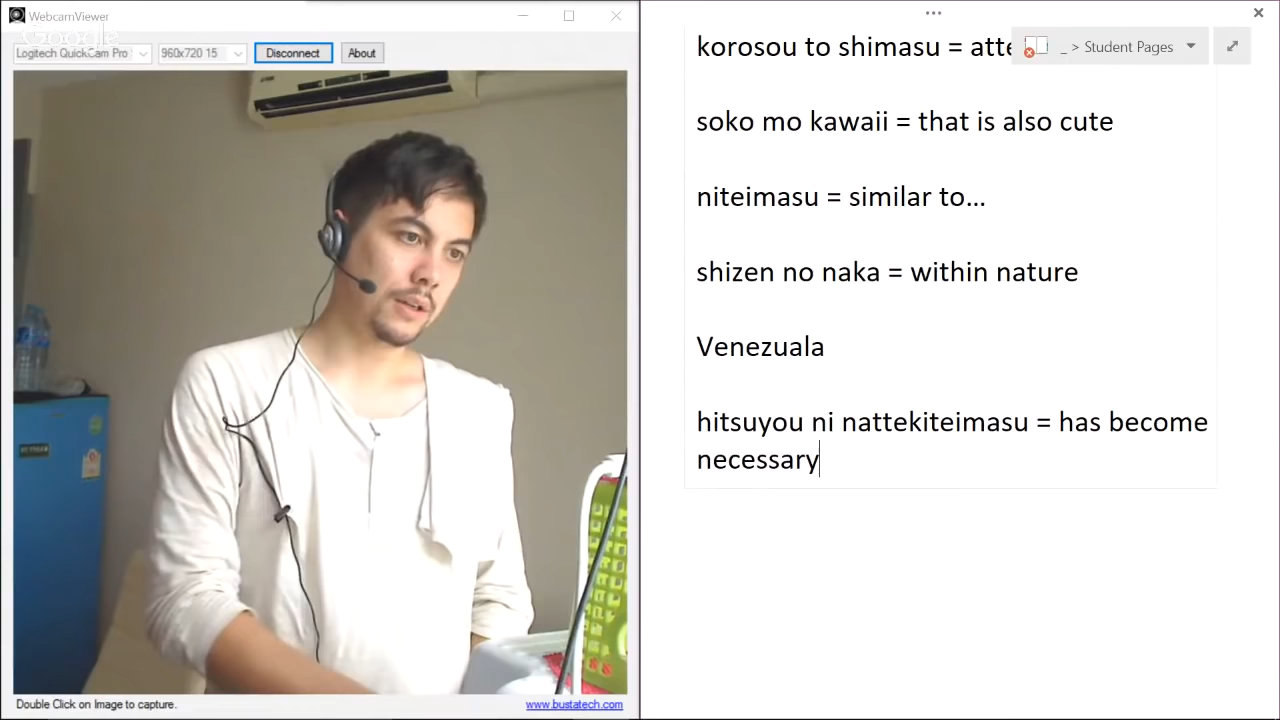 WebcamViewer
Google
Logitech QuickCam Pro
960x720 15
Disconnect
About
Double Click on Image to capture.
www.bustatech.com
korosou to shimasu = atte
_ > Student Pages
soko mo kawaii = that is also cute
niteimasu = similar to...
shizen no naka = within nature
Venezuala
hitsuyou ni nattekiteimasu = has become
necessary